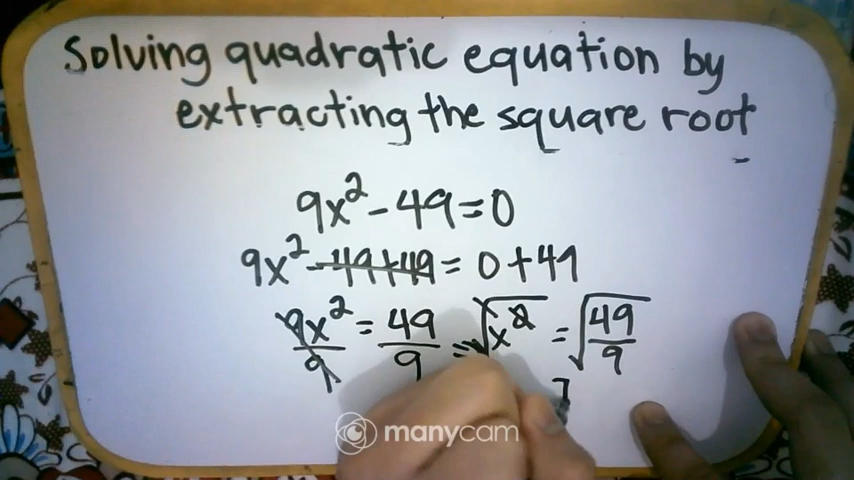 Solving quadratic equation by
extracting the square root
9x² - 49 = 0
9x² - 49 + 49 = 0 + 49
9x²/9 = 49/9 = √x² = √49/9
7
manycam